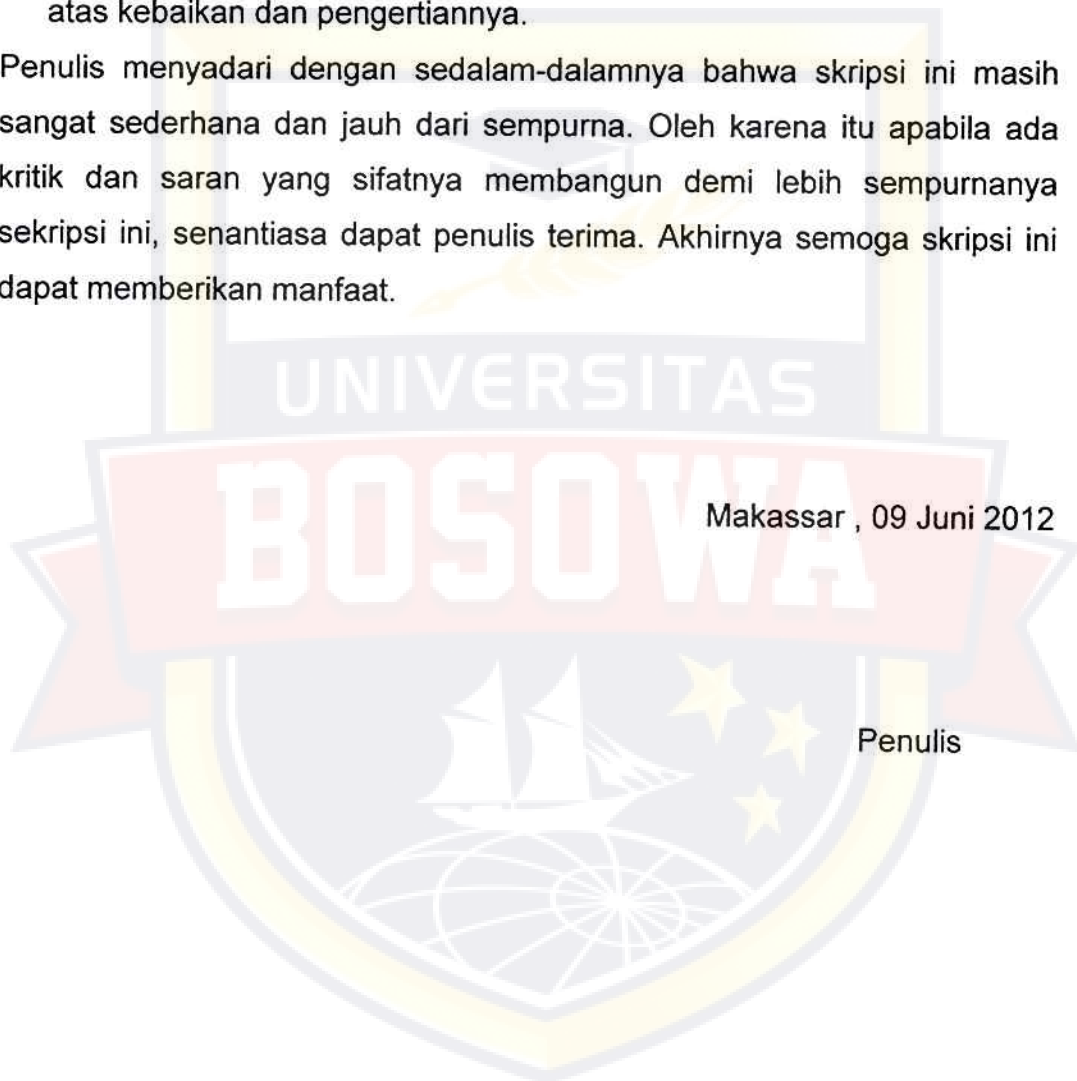 atas kebaikan dan pengertiannya.
Penulis menyadari dengan sedalam-dalamnya bahwa skripsi ini masih
sangat sederhana dan jauh dari sempurna. Oleh karena itu apabila ada
kritik dan saran yang sifatnya membangun demi lebih sempurnanya
sekripsi ini, senantiasa dapat penulis terima. Akhirnya semoga skripsi ini
dapat memberikan manfaat.
UNIVERSITAS
BOSOWA
Makassar , 09 Juni 2012
Penulis